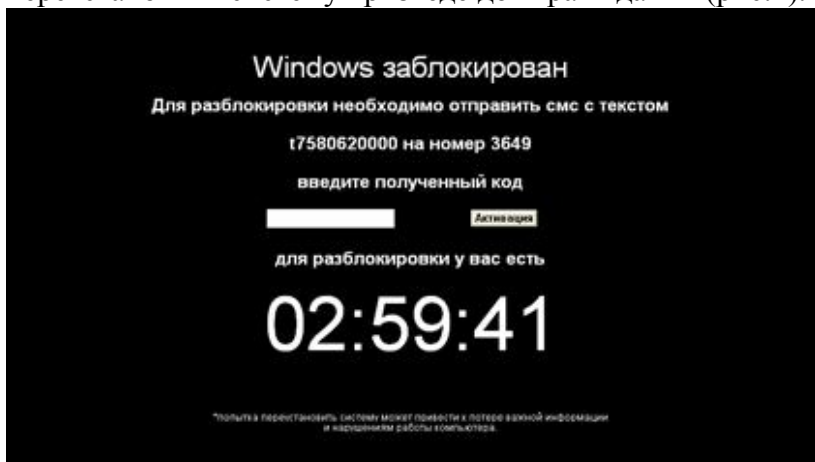 Windows заблокирован
Для разблокировки необходимо отправить смс с текстом
t7580620000 на номер 3649
введите полученный код
Активация
для разблокировки у вас есть
02:59:41
*попытка переустановить систему может привести к потере важной информации
и нарушениям работы компьютера.